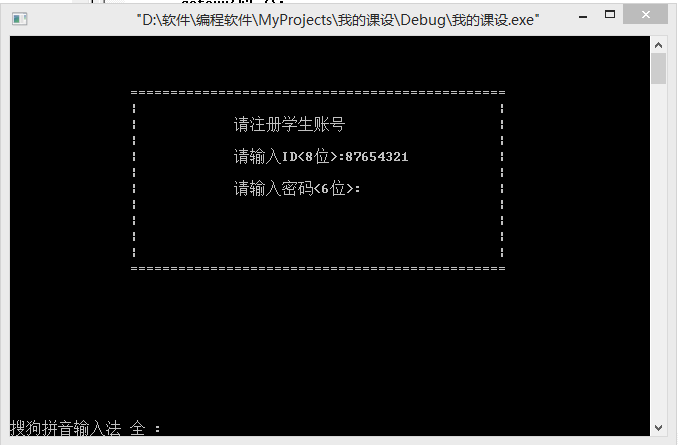 "D:\软件\编程软件\MyProjects\我的课设\Debug\我的课设.exe"
请注册学生账号
请输入ID<8位>:87654321
请输入密码<6位>:
搜狗拼音输入法 全 :